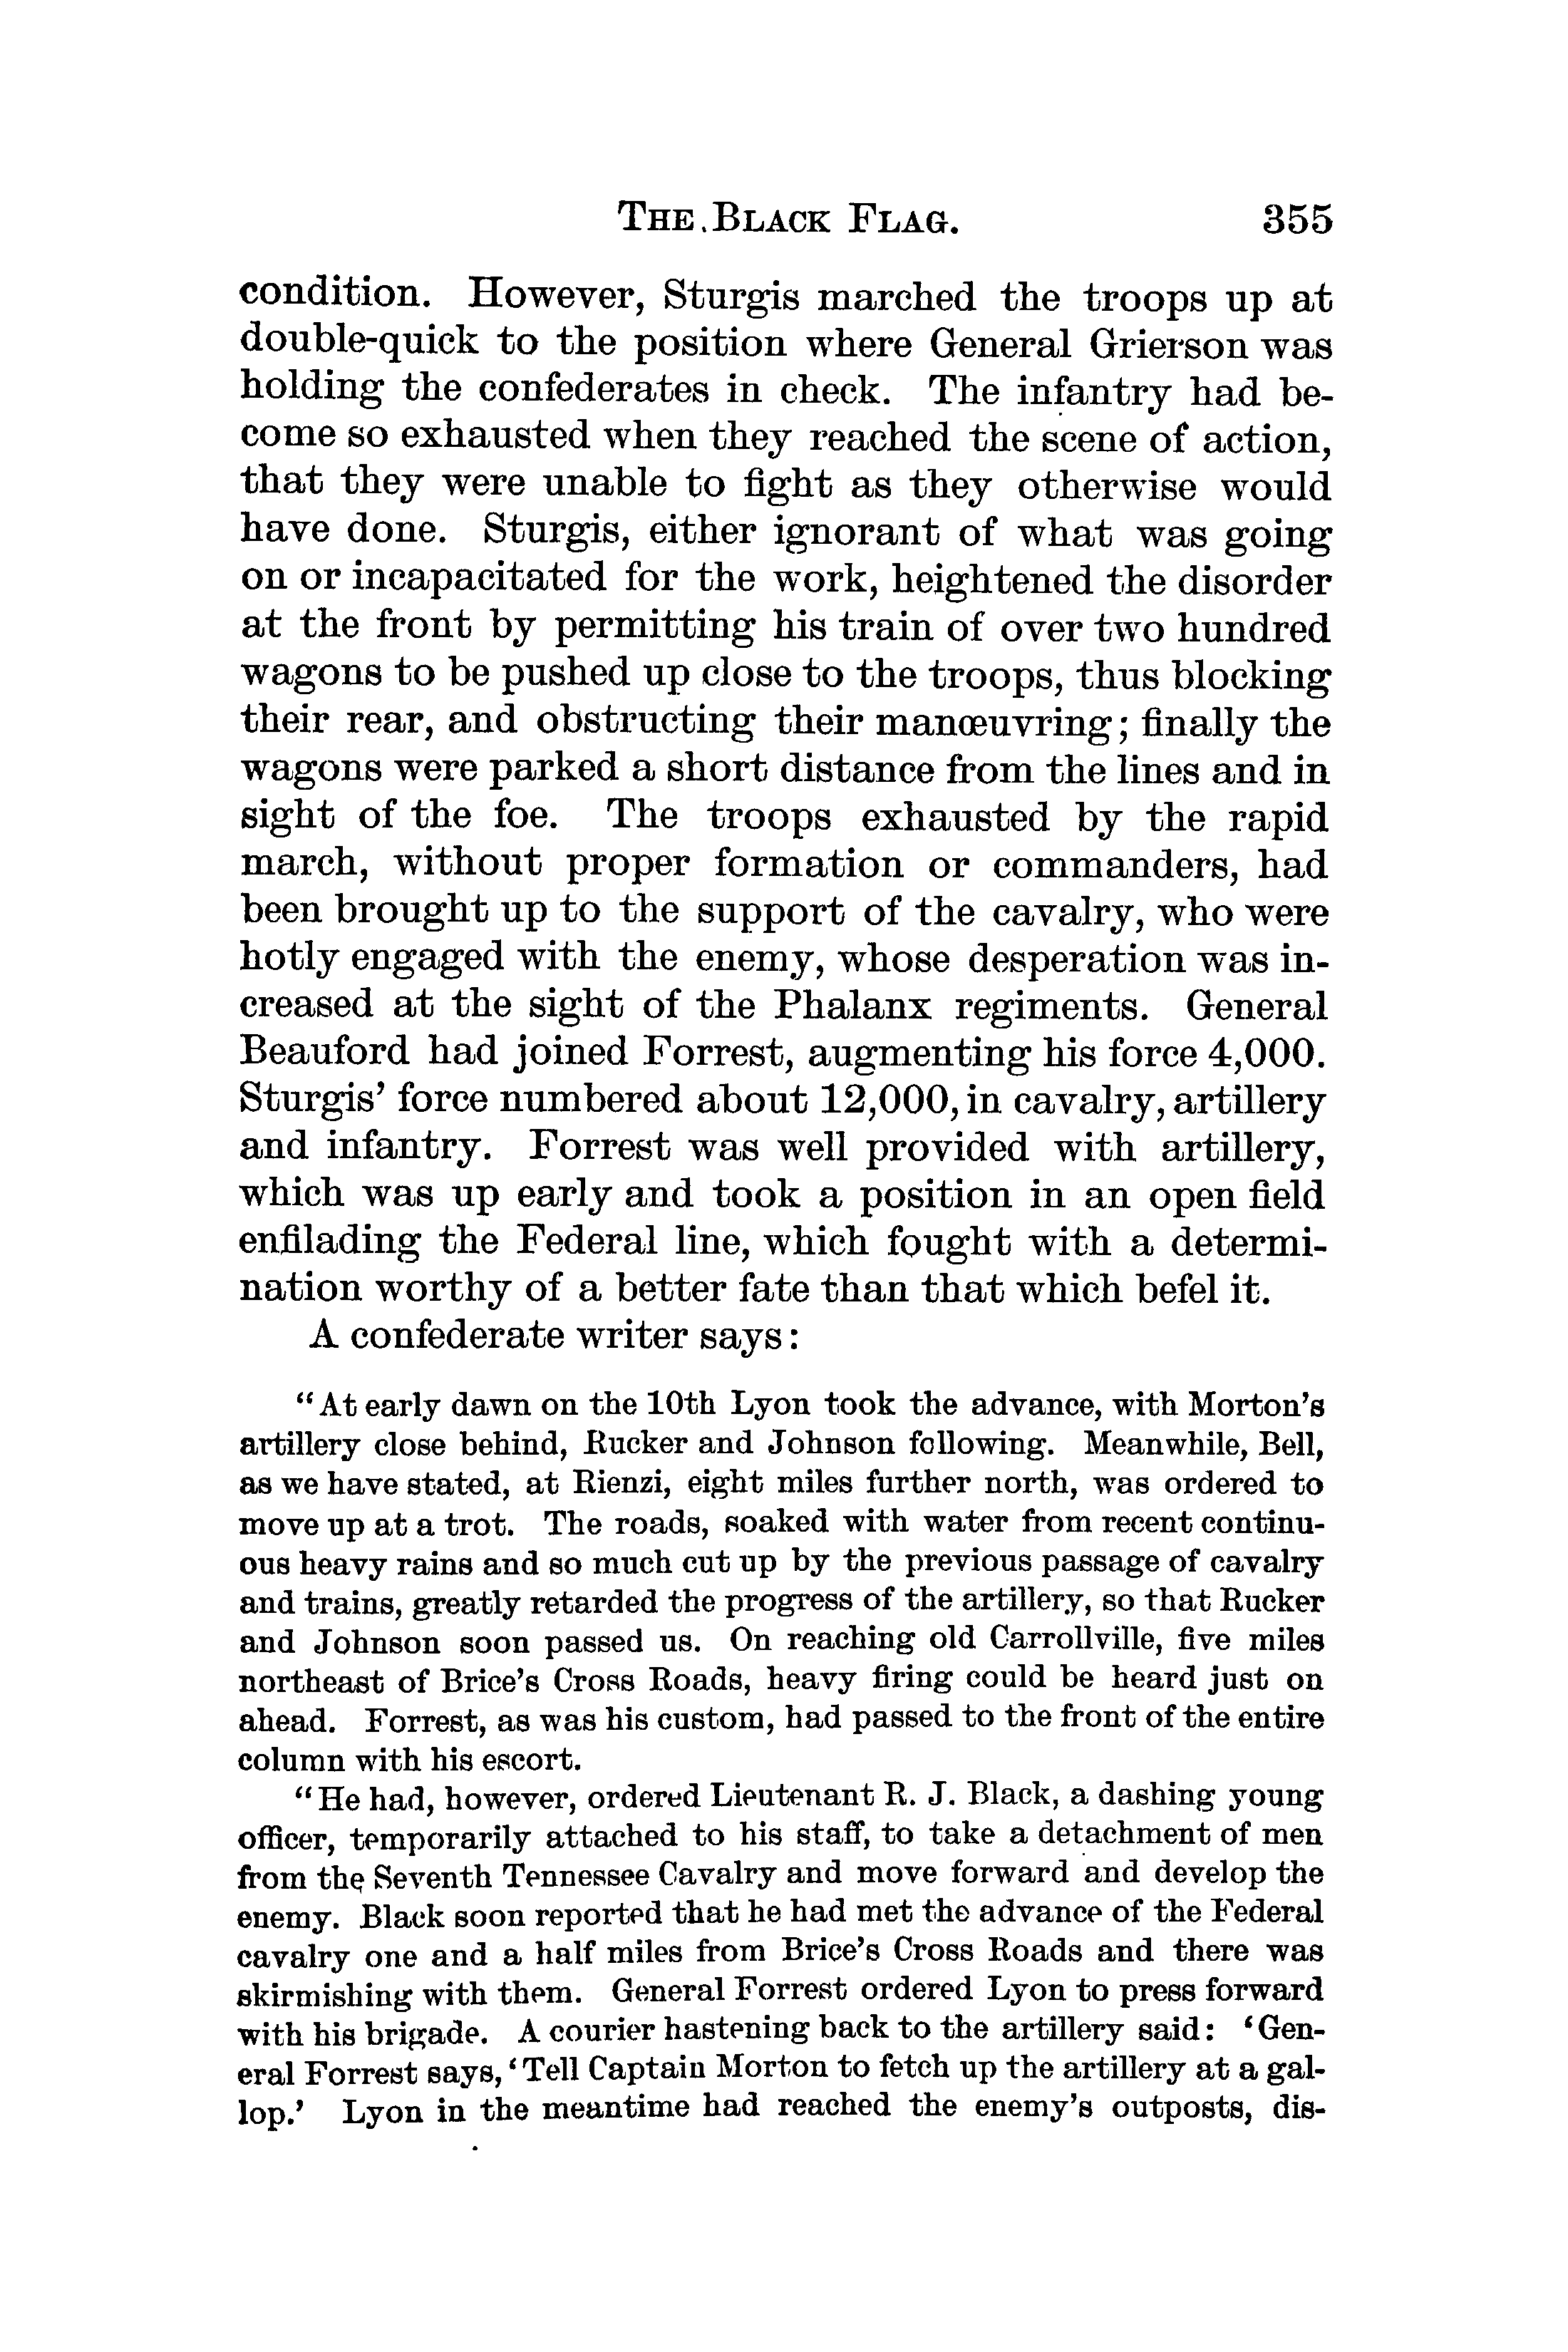 THE BLACK FLAG. 355
condition. However, Sturgis marched the troops up at
double-quick to the position where General Grierson was
holding the confederates in check. The infantry had be-
come so exhausted when they reached the scene of action,
that they were unable to fight as they otherwise would
have done. Sturgis, either ignorant of what was going
on or incapacitated for the work, heightened the disorder
at the front by permitting his train of over two hundred
wagons to be pushed up close to the troops, thus blocking
their rear, and obstructing their manœuvring; finally the
wagons were parked a short distance from the lines and in
sight of the foe. The troops exhausted by the rapid
march, without proper formation or commanders, had
been brought up to the support of the cavalry, who were
hotly engaged with the enemy, whose desperation was in-
creased at the sight of the Phalanx regiments. General
Beauford had joined Forrest, augmenting his force 4,000.
Sturgis’ force numbered about 12,000, in cavalry, artillery
and infantry. Forrest was well provided with artillery,
which was up early and took a position in an open field
enfilading the Federal line, which fought with a determi-
nation worthy of a better fate than that which befel it.
A confederate writer says:
“At early dawn on the 10th Lyon took the advance, with Morton’s
artillery close behind, Rucker and Johnson following. Meanwhile, Bell,
as we have stated, at Rienzi, eight miles further north, was ordered to
move up at a trot. The roads, soaked with water from recent continu-
ous heavy rains and so much cut up by the previous passage of cavalry
and trains, greatly retarded the progress of the artillery, so that Rucker
and Johnson soon passed us. On reaching old Carrollville, five miles
northeast of Brice’s Cross Roads, heavy firing could be heard just on
ahead. Forrest, as was his custom, had passed to the front of the entire
column with his escort.
“He had, however, ordered Lieutenant R. J. Black, a dashing young
officer, temporarily attached to his staff, to take a detachment of men
from the Seventh Tennessee Cavalry and move forward and develop the
enemy. Black soon reported that he had met the advance of the Federal
cavalry one and a half miles from Brice’s Cross Roads and there was
skirmishing with them. General Forrest ordered Lyon to press forward
with his brigade. A courier hastening back to the artillery said: ‘Gen-
eral Forrest says, ‘Tell Captain Morton to fetch up the artillery at a gal-
lop.’ Lyon in the meantime had reached the enemy’s outposts, dis-